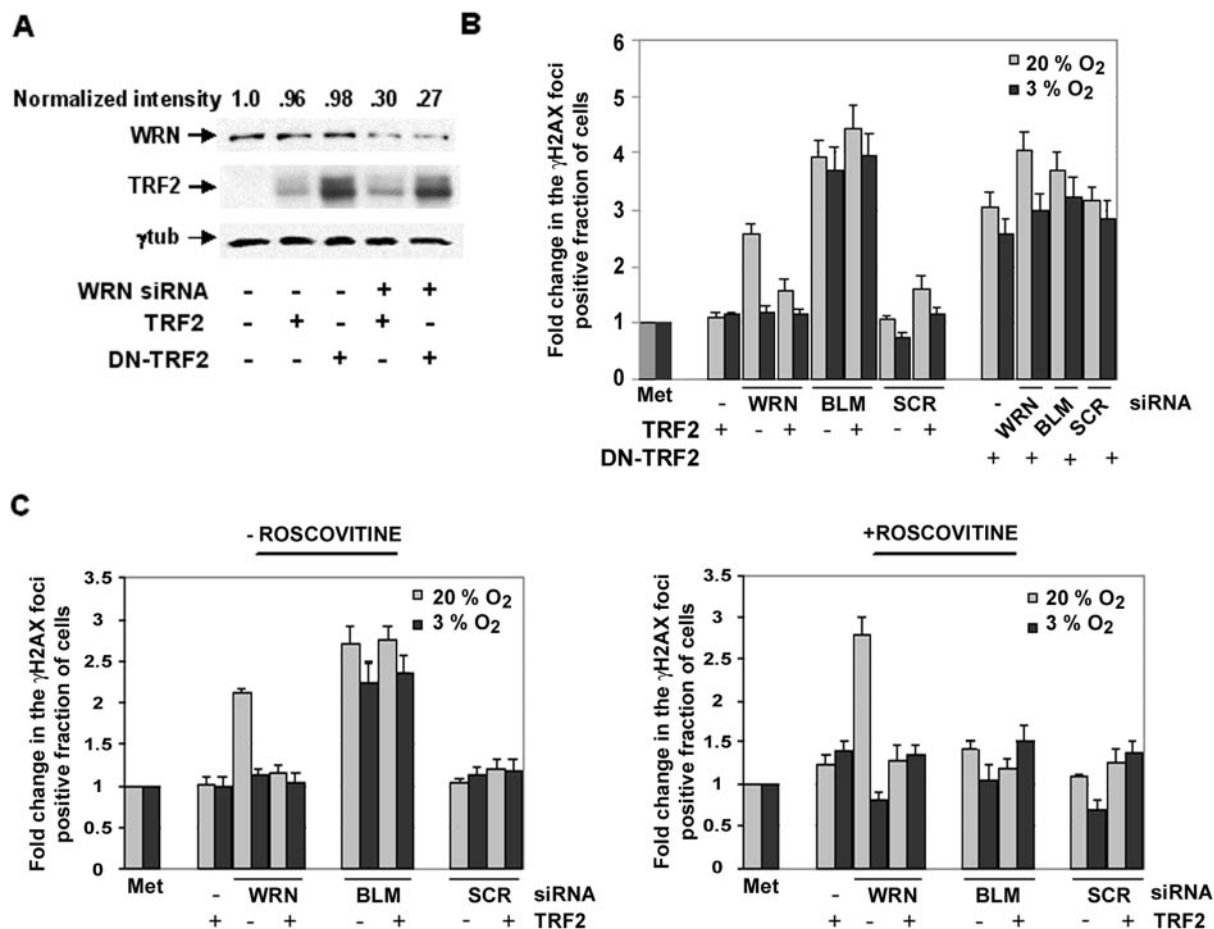 A
Normalized intensity 1.0 .96 .98 .30 .27
WRN
TRF2
γtub
WRN siRNA - - - + +
TRF2 - + - + -
DN-TRF2 - - + - +
B
Fold change in the γH2AX foci
positive fraction of cells
6
5
4
3
2
1
0
20 % O2
3 % O2
Met
- WRN BLM SCR - WRN BLM SCR siRNA
TRF2 + - + - + - +
DN-TRF2 + + + +
C
- ROSCOVITINE
Fold change in the γH2AX foci
positive fraction of cells
3.5
3
2.5
2
1.5
1
0.5
0
20 % O2
3 % O2
Met
- WRN BLM SCR siRNA
+ - + - + - + TRF2
+ROSCOVITINE
Fold change in the γH2AX foci
positive fraction of cells
3.5
3
2.5
2
1.5
1
0.5
0
20 % O2
3 % O2
Met
- WRN BLM SCR siRNA
+ - + - + - + TRF2